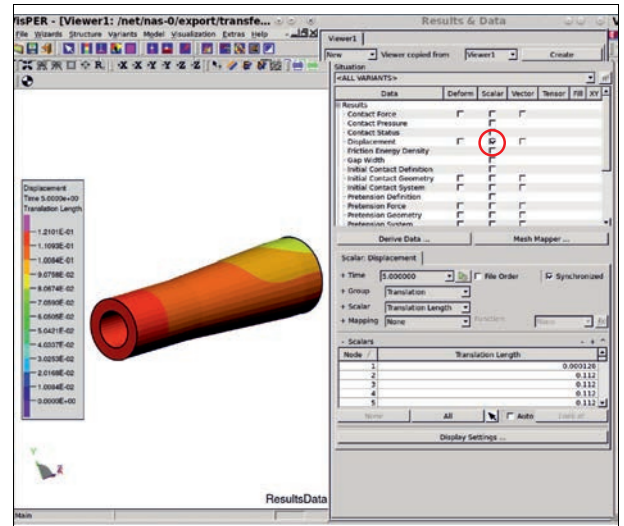 VisPER - [Viewer1: /net/nas-0/export/transfe...
File Wizards Structure Variants Model Visualization Extras Help
Results & Data
Viewer1
New Viewer copied from Viewer1 Create
Situation
<ALL VARIANTS>
Data Deform Scalar Vector Tensor Fill XY
Results
Contact Force
Contact Pressure
Contact Status
Displacement
Friction Energy Density
Gap Width
Initial Contact Definition
Initial Contact Geometry
Initial Contact System
Pretension Definition
Pretension Force
Pretension Geometry
Pretension System
Derive Data ... Mesh Mapper ...
Scalar: Displacement
+ Time 5.000000 File Order Synchronized
+ Group Translation
+ Scalar Translation Length
+ Mapping None Function None
- Scalars
Node / Translation Length
1 0.000126
2 0.112
3 0.112
4 0.112
5 0.112
None All Auto
Display Settings ...
Displacement
Time 5.0000e+00
Translation Length
1.2101E-01
1.1093E-01
1.0084E-01
9.0758E-02
8.0674E-02
7.0590E-02
6.0505E-02
5.0421E-02
4.0337E-02
3.0253E-02
2.0168E-02
1.0084E-02
0.0000E+00
Y
Z
ResultsData
Main